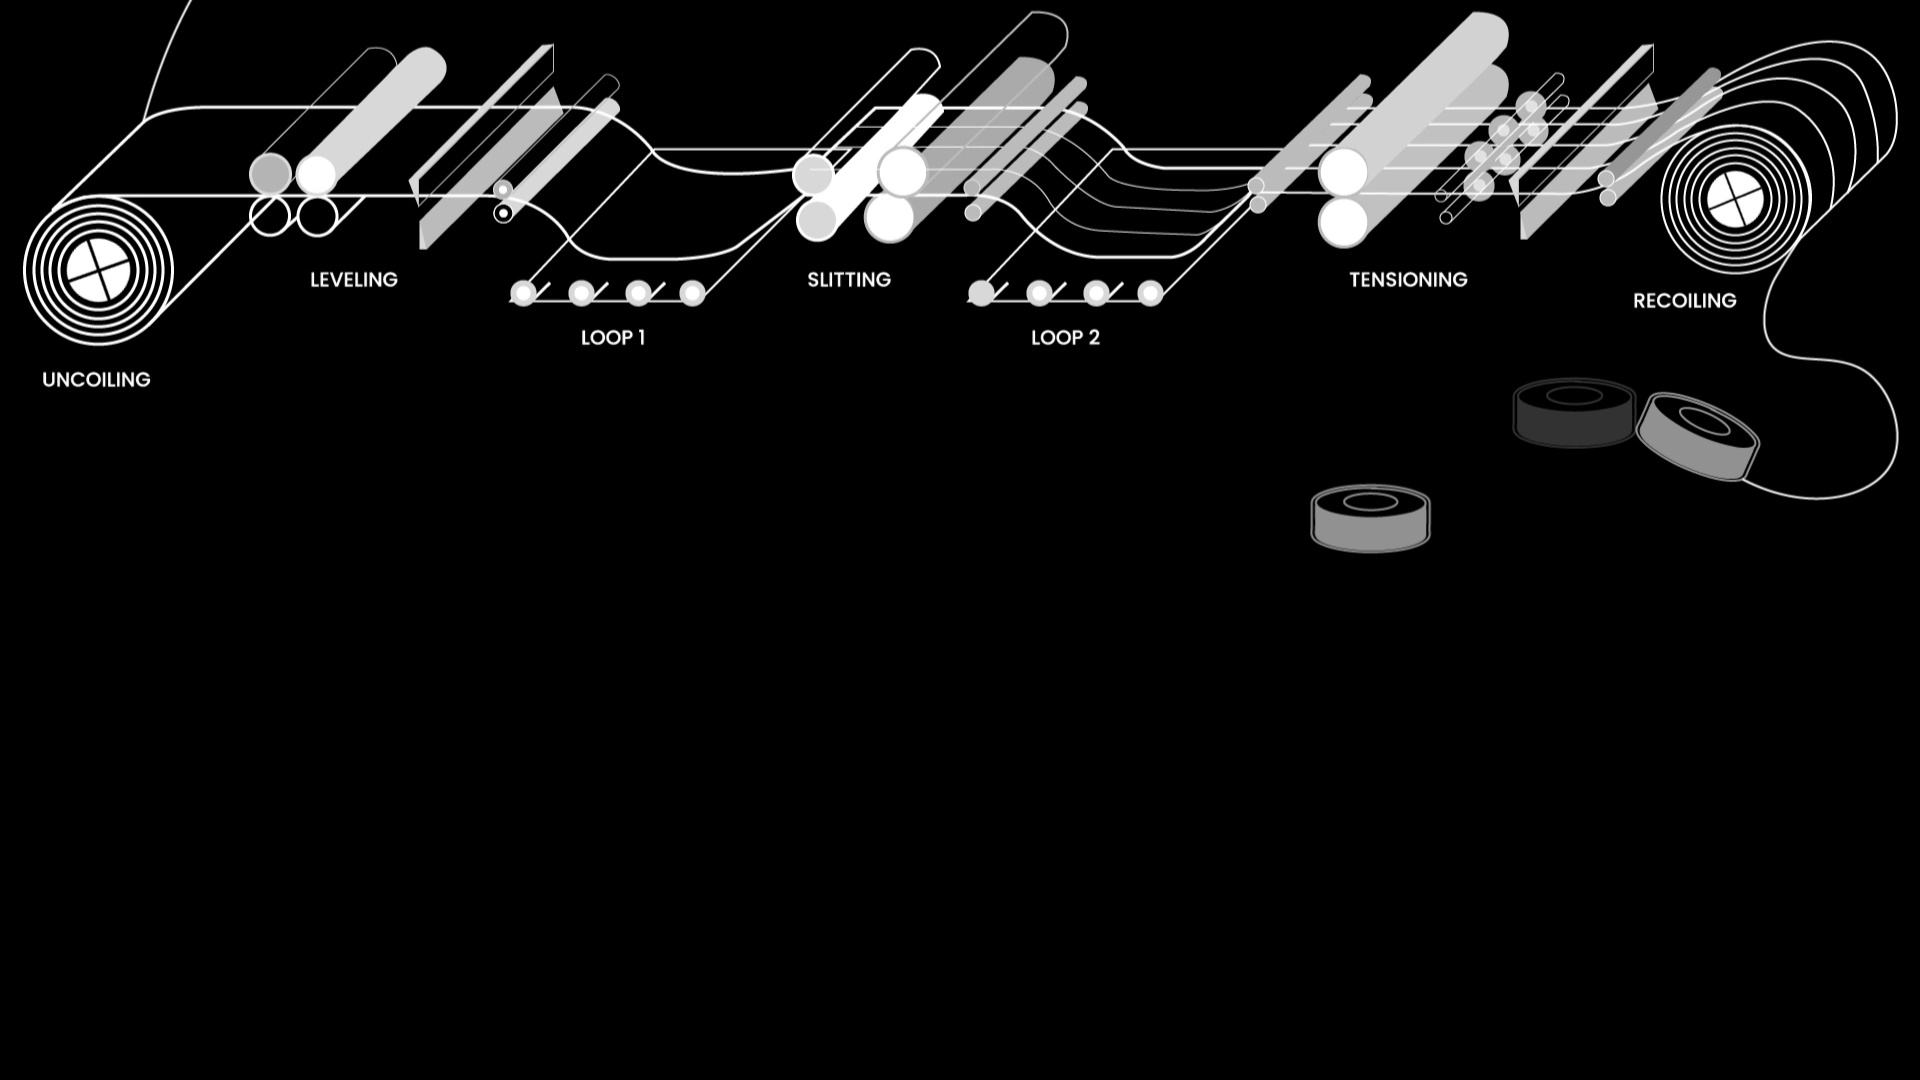 UNCOILING
LEVELING
LOOP 1
SLITTING
LOOP 2
TENSIONING
RECOILING